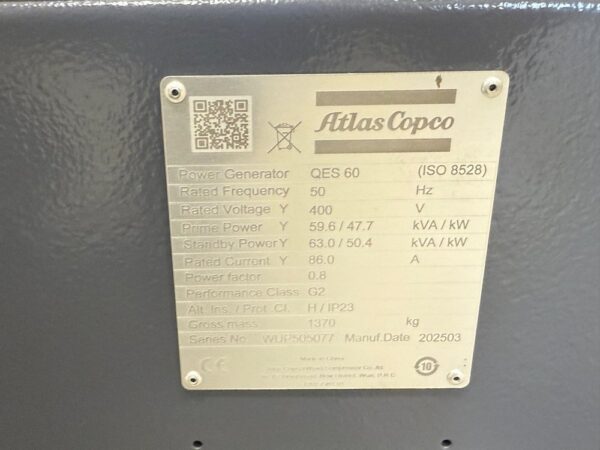 Atlas Copco
Power Generator QES 60 (ISO 8528)
Rated Frequency 50 Hz
Rated Voltage Y 400 V
Prime Power Y 59.6 / 47.7 kVA / kW
Standby Power Y 63.0 / 50.4 kVA / kW
Rated Current Y 86.0 A
Power factor 0.8
Performance Class G2
Alt. Ins. / Prot. Cl. H / IP23
Gross mass 1370 kg
Series No. WUP505077 Manuf.Date 202503
Made in China
CE
10